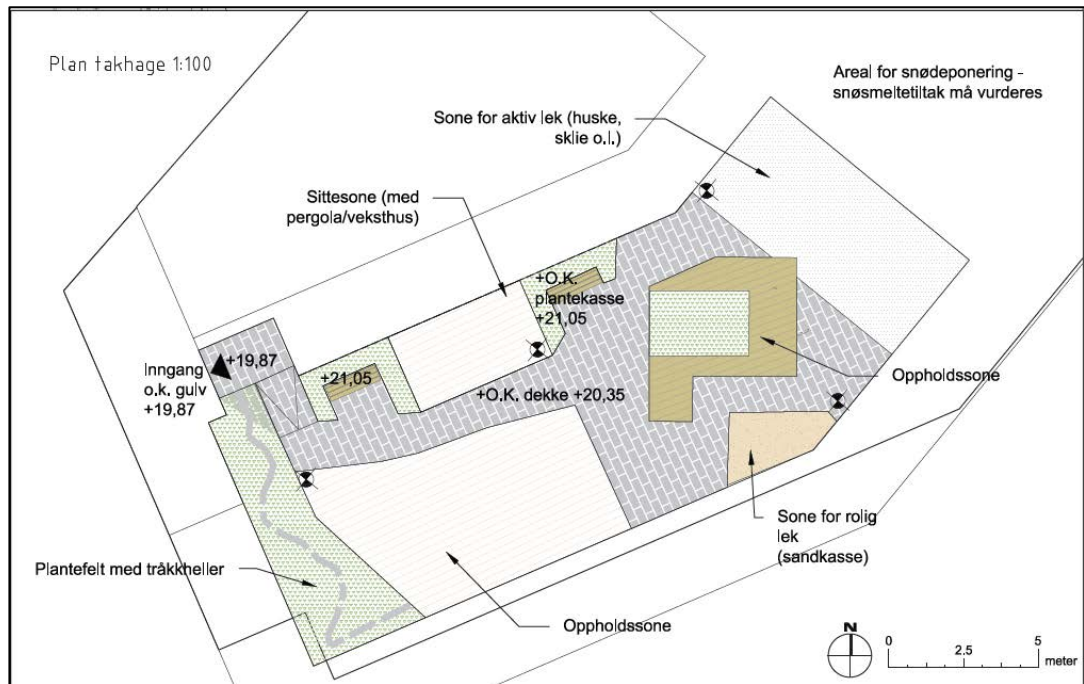 Plan takhage 1:100
Areal for snødeponering -
snøsmeltetiltak må vurderes
Sone for aktiv lek (huske,
sklie o.l.)
Sittesone (med
pergola/veksthus)
+O.K.
plantekasse
+21,05
Inngang
o.k. gulv
+19,87
+19,87
+21,05
+O.K. dekke +20,35
Oppholdssone
Sone for rolig
lek
(sandkasse)
Plantefelt med tråkkheller
Oppholdssone
N
0 2.5 5
meter